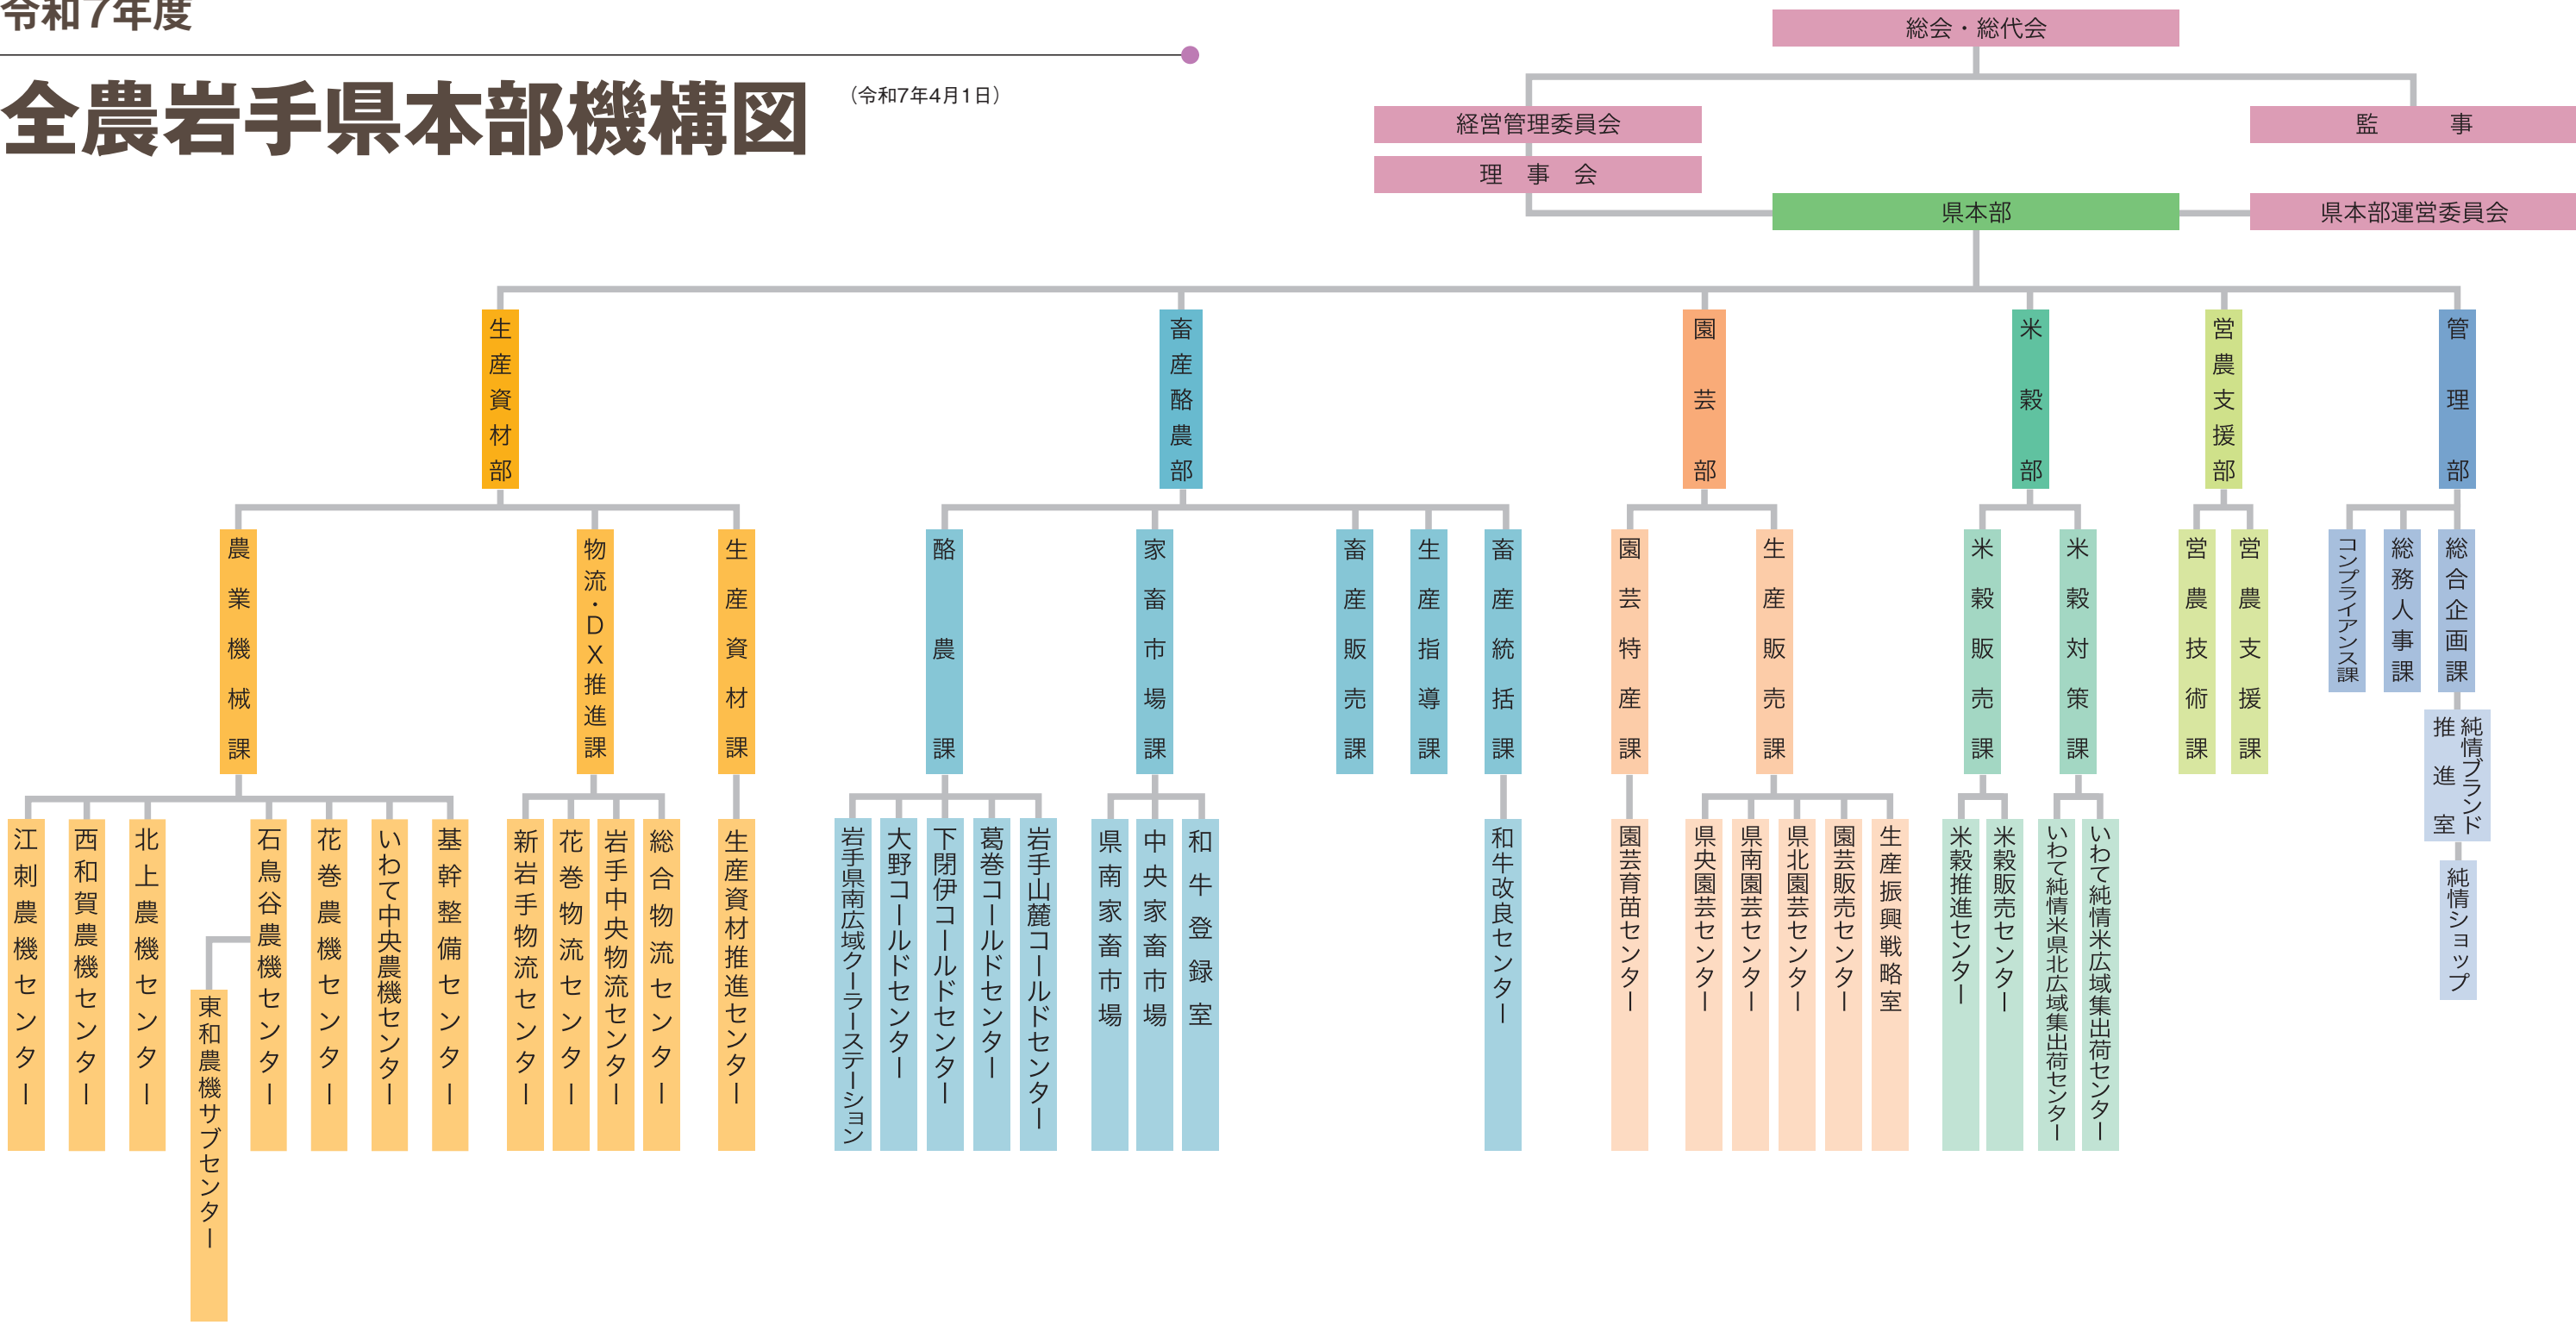 令和7年度
全農岩手県本部機構図
（令和7年4月1日）
総会・総代会
経営管理委員会
監　事
理　事　会
県本部
県本部運営委員会
生産資材部
畜産酪農部
園芸部
米穀部
営農支援部
管理部
農業機械課
物流・DX推進課
生産資材課
酪農課
家畜市場課
畜産販売課
生産指導課
畜産統括課
園芸特産課
生産販売課
米穀販売課
米穀対策課
営農技術課
営農支援課
コンプライアンス課
総務人事課
総合企画課
純情ブランド
推進室
純情ショップ
江刺農機センター
西和賀農機センター
北上農機センター
東和農機サブセンター
石鳥谷農機センター
花巻農機センター
いわて中央農機センター
基幹整備センター
新岩手物流センター
花巻物流センター
岩手中央物流センター
総合物流センター
生産資材推進センター
岩手県南広域クーラーステーション
大野コールドセンター
下閉伊コールドセンター
葛巻コールドセンター
岩手山麓コールドセンター
県南家畜市場
中央家畜市場
和牛登録室
和牛改良センター
園芸育苗センター
県央園芸センター
県南園芸センター
県北園芸センター
園芸販売センター
生産振興戦略室
米穀推進センター
米穀販売センター
いわて純情米県北広域集出荷センター
いわて純情米広域集出荷センター